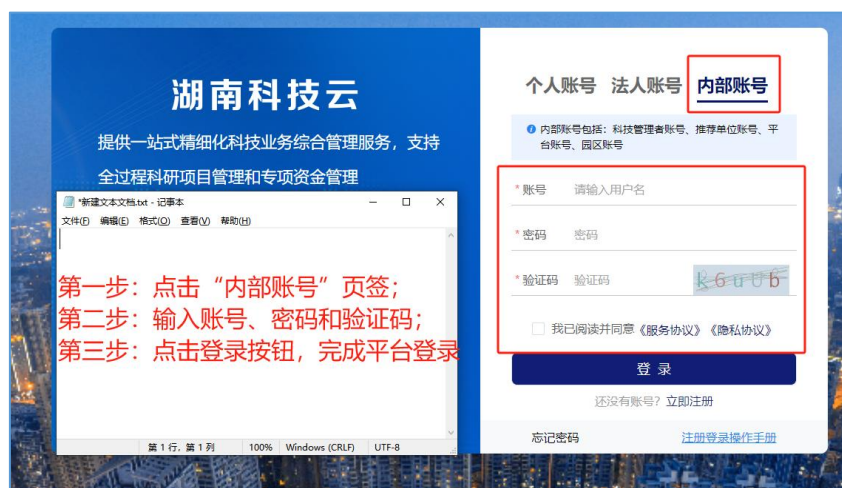 湖南科技云
提供一站式精细化科技业务综合管理服务，支持
全过程科研项目管理和专项资金管理
*新建文本文档.txt - 记事本
文件(F) 编辑(E) 格式(O) 查看(V) 帮助(H)
第一步：点击“内部账号”页签；
第二步：输入账号、密码和验证码；
第三步：点击登录按钮，完成平台登录
第 1 行，第 1 列 100% Windows (CRLF) UTF-8
个人账号 法人账号 内部账号
内部账号包括：科技管理者账号、推荐单位账号、平
台账号、园区账号
*账号 请输入用户名
*密码 密码
*验证码 验证码 k6uUb
我已阅读并同意《服务协议》《隐私协议》
登 录
还没有账号？立即注册
忘记密码 注册登录操作手册